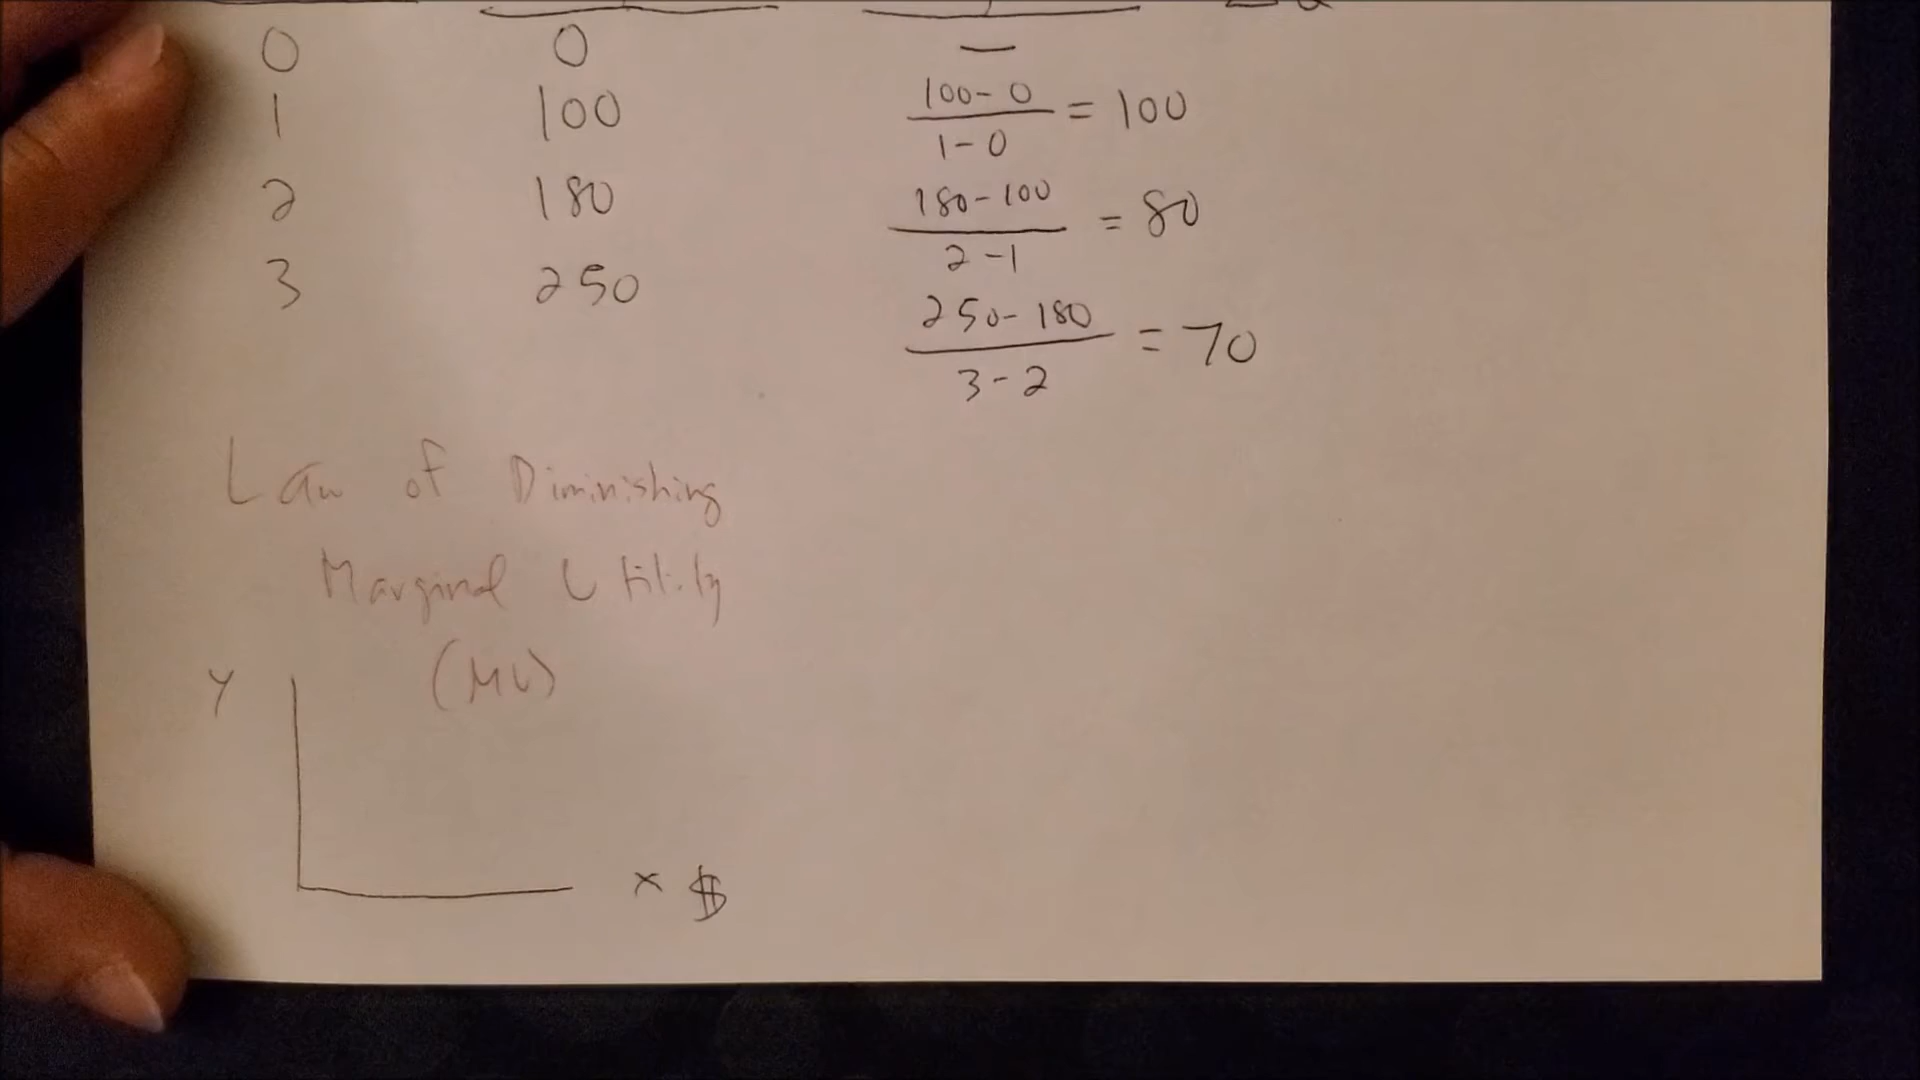 0 0 —
1 100 100-0 / 1-0 = 100
2 180 180-100 / 2-1 = 80
3 250 250-180 / 3-2 = 70
Law of Diminishing
Marginal Utility
(MU)
Y
x $